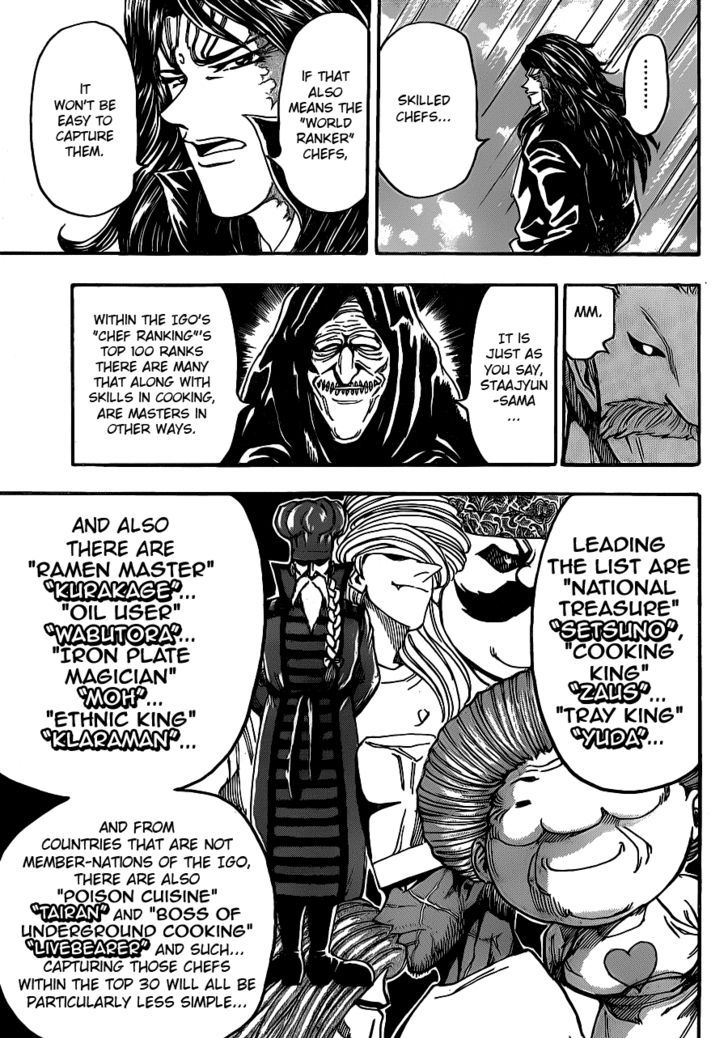 .........
SKILLED
CHEFS...
IF THAT
ALSO
MEANS THE
"WORLD
RANKER"
CHEFS,
IT
WON'T BE
EASY TO
CAPTURE
THEM.
MM.
IT IS
JUST AS
YOU SAY,
STAAJYUN
-SAMA
...
WITHIN THE IGO'S
"CHEF RANKING"'S
TOP 100 RANKS
THERE ARE MANY
THAT ALONG WITH
SKILLS IN COOKING,
ARE MASTERS IN
OTHER WAYS.
LEADING
THE LIST ARE
"NATIONAL
TREASURE"
"SETSUNO",
"COOKING
KING"
"ZAUS"...
"TRAY KING"
"YUDA"...
AND ALSO
THERE ARE
"RAMEN MASTER"
"KURAKAGE"...
"OIL USER"
"WABUTORA"...
"IRON PLATE
MAGICIAN"
"MOH"...
"ETHNIC KING"
"KLARAMAN"...
AND FROM
COUNTRIES THAT ARE NOT
MEMBER-NATIONS OF THE IGO,
THERE ARE ALSO
"POISON CUISINE"
"TAIRAN" AND "BOSS OF
UNDERGROUND COOKING"
"LIVEBEARER" AND SUCH...
CAPTURING THOSE CHEFS
WITHIN THE TOP 30 WILL ALL BE
PARTICULARLY LESS SIMPLE...